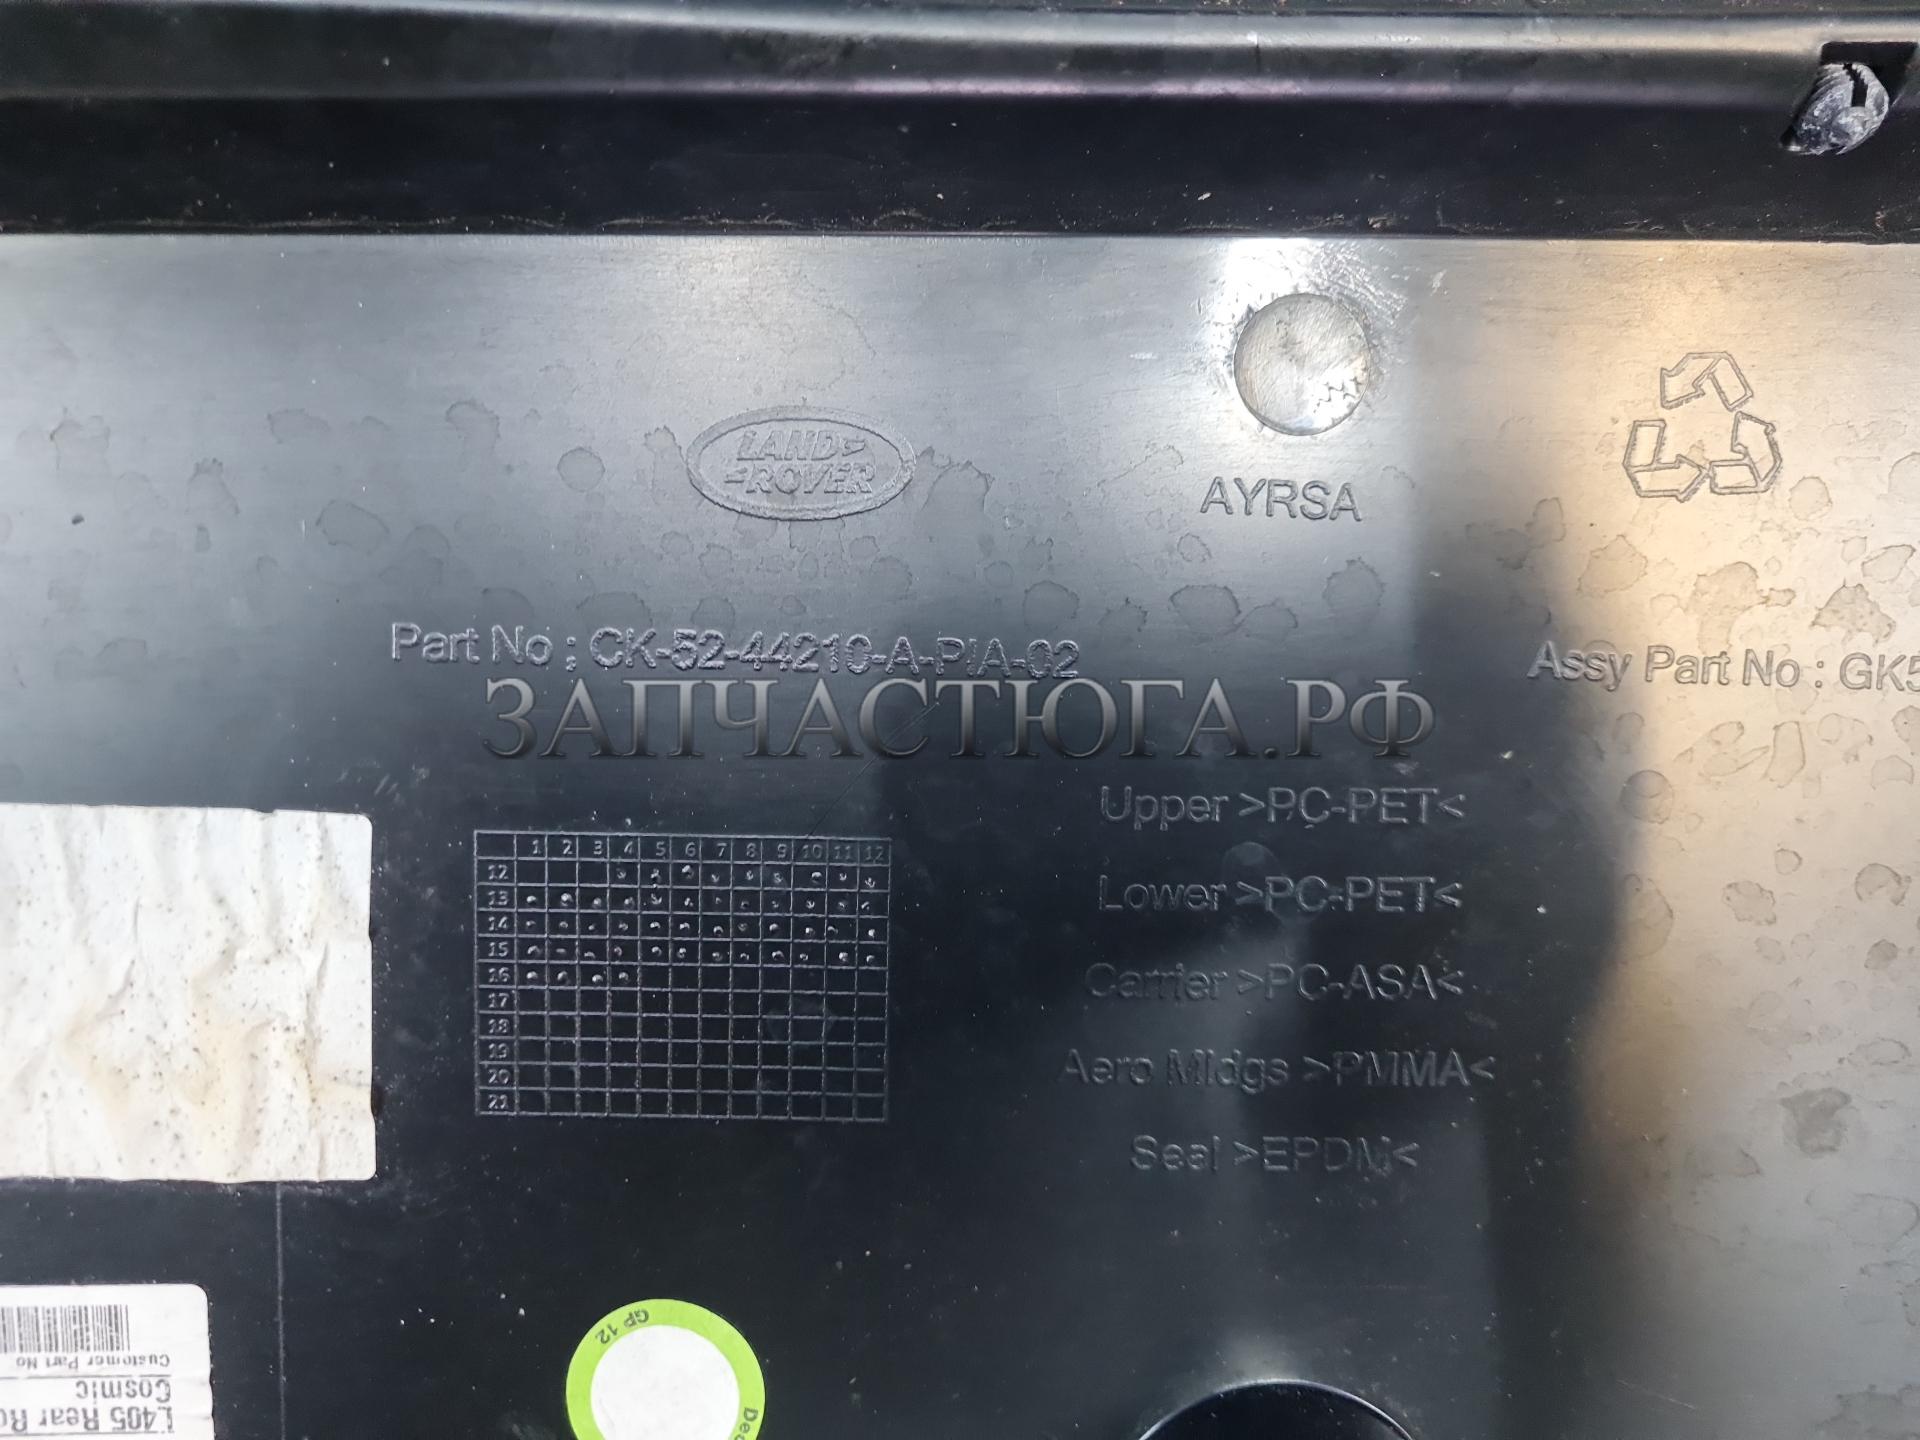 LAND
ROVER
AYRSA
Part No : CK-52-44210-A-PIA-02
Assy Part No : GK5
ЗАПЧАСТЮГА.РФ
Upper >PC-PET<
Lower >PC-PET<
Carrier >PC-ASA<
Aero Mldgs >PMMA<
Seal >EPDM<
1 2 3 4 5 6 7 8 9 10 11 12
12
13
14
15
16
17
18
19
20
21
GP 12
Customer Part No
Cosmic
L405 Rear